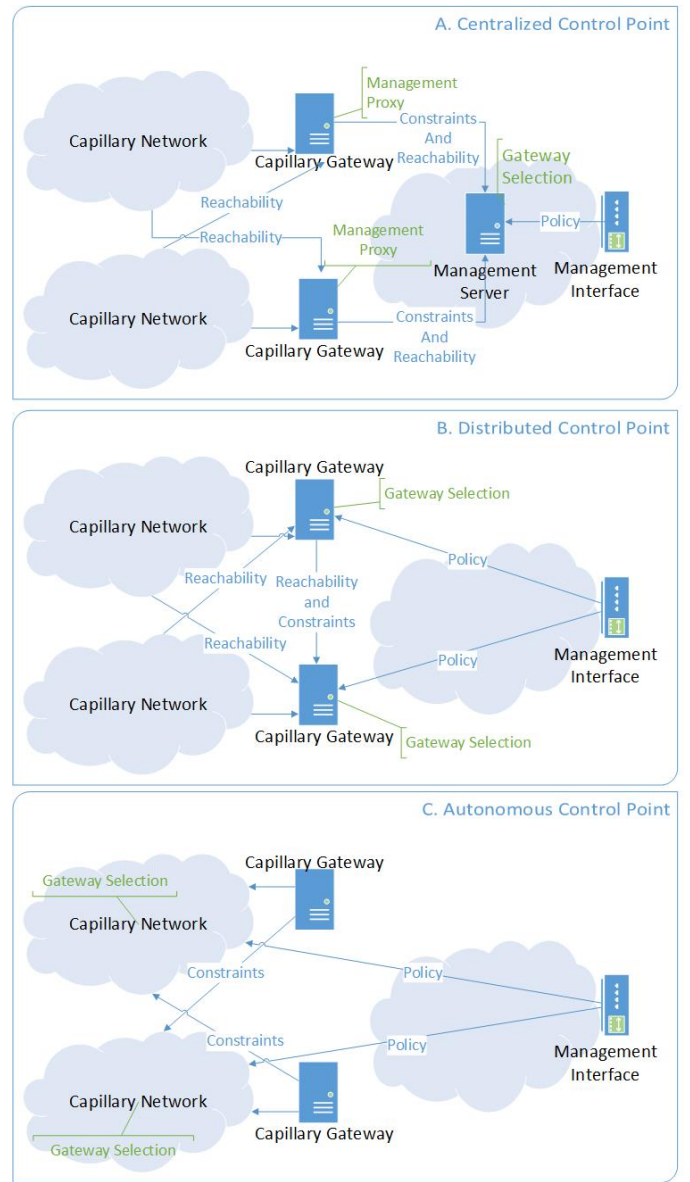 A. Centralized Control Point
Management
Proxy
Capillary Network
Constraints
And
Reachability
Capillary Gateway
Gateway
Selection
Reachability
Policy
Reachability
Management
Proxy
Management
Server
Management
Interface
Capillary Network
Constraints
And
Reachability
Capillary Gateway
B. Distributed Control Point
Capillary Gateway
Gateway Selection
Capillary Network
Policy
Reachability
Reachability
and
Constraints
Reachability
Policy
Management
Interface
Capillary Network
Capillary Gateway
Gateway Selection
C. Autonomous Control Point
Capillary Gateway
Gateway Selection
Capillary Network
Constraints
Policy
Constraints
Policy
Management
Interface
Capillary Network
Capillary Gateway
Gateway Selection